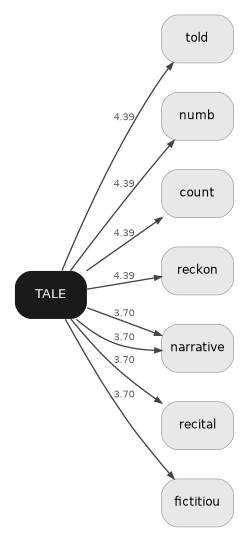 told
4.39
numb
4.39
count
4.39
reckon
4.39
TALE
3.70
narrative
3.70
3.70
recital
3.70
fictitiou